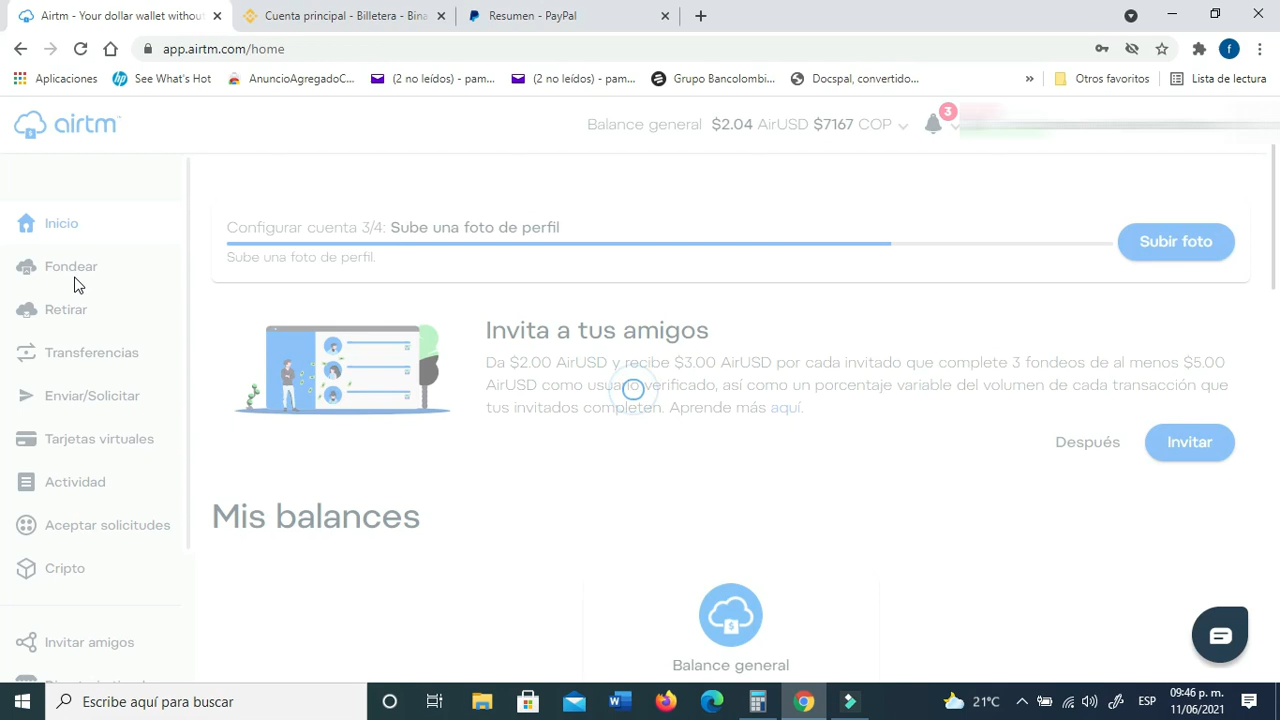 Airtm - Your dollar wallet without
Cuenta principal - Billetera - Bina
Resumen - PayPal
app.airtm.com/home
f
Aplicaciones
See What's Hot
AnuncioAgregadoC...
(2 no leídos) - pam...
(2 no leídos) - pam...
Grupo Bancolombi...
Docspal, convertido...
»
Otros favoritos
Lista de lectura
airtm
Balance general $2.04 AirUSD $7167 COP
3
Inicio
Fondear
Retirar
Transferencias
Enviar/Solicitar
Tarjetas virtuales
Actividad
Aceptar solicitudes
Cripto
Invitar amigos
Configurar cuenta 3/4: Sube una foto de perfil
Sube una foto de perfil.
Subir foto
Invita a tus amigos
Da $2.00 AirUSD y recibe $3.00 AirUSD por cada invitado que complete 3 fondeos de al menos $5.00
AirUSD como usuario verificado, así como un porcentaje variable del volumen de cada transacción que
tus invitados completen. Aprende más aquí.
Después
Invitar
Mis balances
Balance general
Escribe aquí para buscar
21°C
ESP
09:46 p. m.
11/06/2021